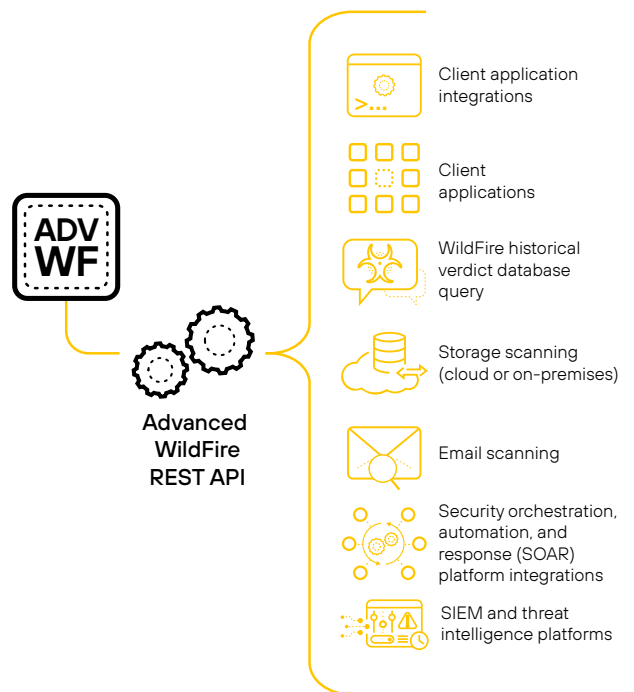 ADV
WF
Advanced
WildFire
REST API
>...
Client application
integrations
Client
applications
WildFire historical
verdict database
query
Storage scanning
(cloud or on-premises)
Email scanning
Security orchestration,
automation, and
response (SOAR)
platform integrations
SIEM and threat
intelligence platforms